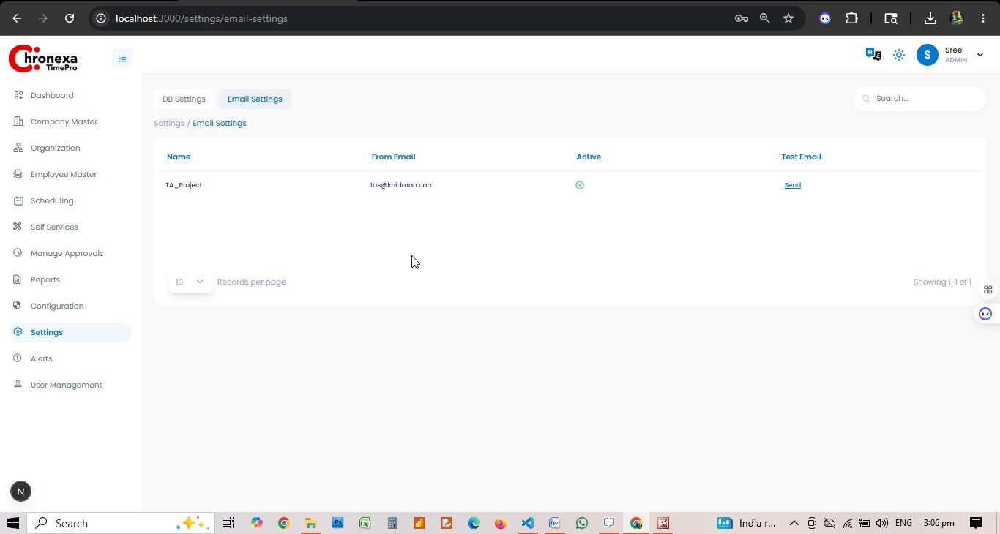 localhost:3000/settings/email-settings
Chronexa
TimePro
S
Sree
ADMIN
Dashboard
Company Master
Organization
Employee Master
Scheduling
Self Services
Manage Approvals
Reports
Configuration
Settings
Alerts
User Management
DB Settings
Email Settings
Search...
Settings / Email Settings
Name From Email Active Test Email
TA_Project tas@khidmah.com Send
10 Records per page
Showing 1-1 of 1
N
Search
India r...
ENG
3:06 pm